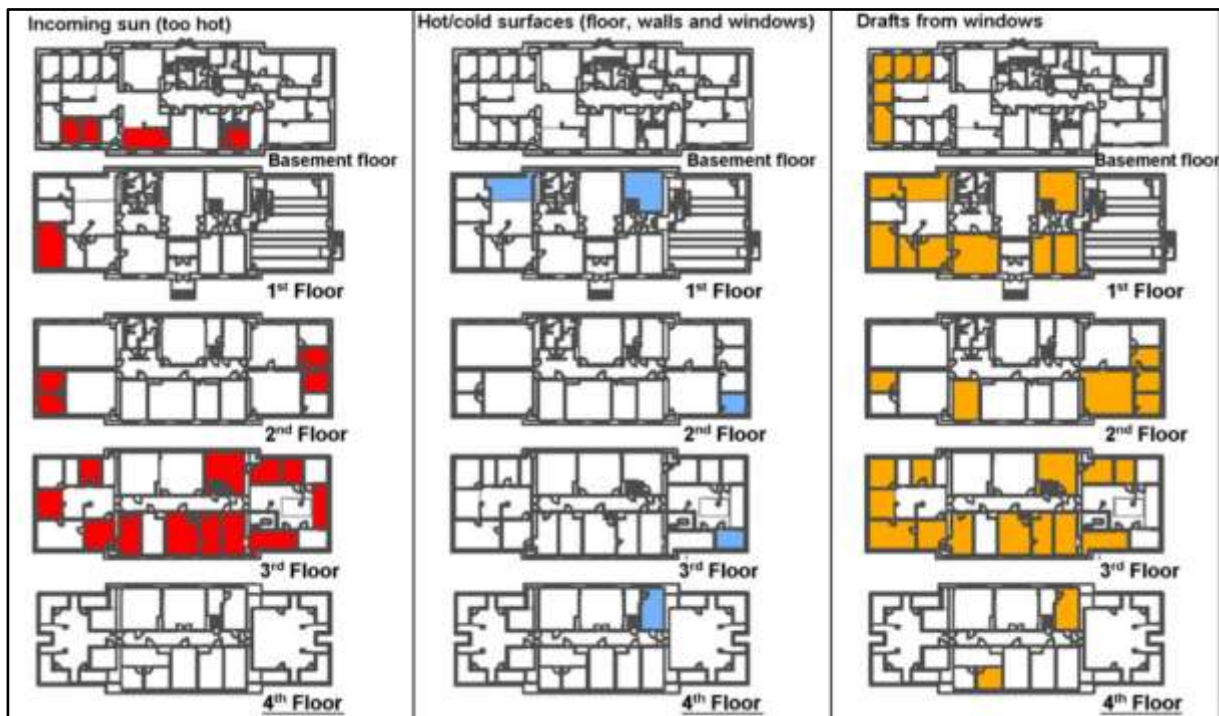 Incoming sun (too hot)
Basement floor
1st Floor
2nd Floor
3rd Floor
4th Floor
Hot/cold surfaces (floor, walls and windows)
Basement floor
1st Floor
2nd Floor
3rd Floor
4th Floor
Drafts from windows
Basement floor
1st Floor
2nd Floor
3rd Floor
4th Floor